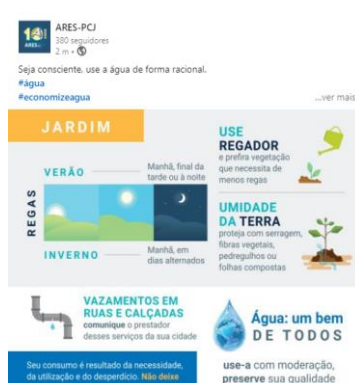 ARES-PCJ
380 seguidores
2 m •
Seja consciente, use a água de forma racional.
#água
#economizeagua
...ver mais
JARDIM
REGAS
VERÃO
Manhã, final da
tarde ou à noite
INVERNO
Manhã, em
dias alternados
USE
REGADOR
e prefira vegetação
que necessita de
menos regas
UMIDADE
DA TERRA
proteja com serragem,
fibras vegetais,
pedregulhos ou
folhas compostas
VAZAMENTOS EM
RUAS E CALÇADAS
comunique o prestador
desses serviços da sua cidade
Água: um bem
DE TODOS
use-a com moderação,
preserve sua qualidade
Seu consumo é resultado da necessidade,
da utilização e do desperdício. Não deixe